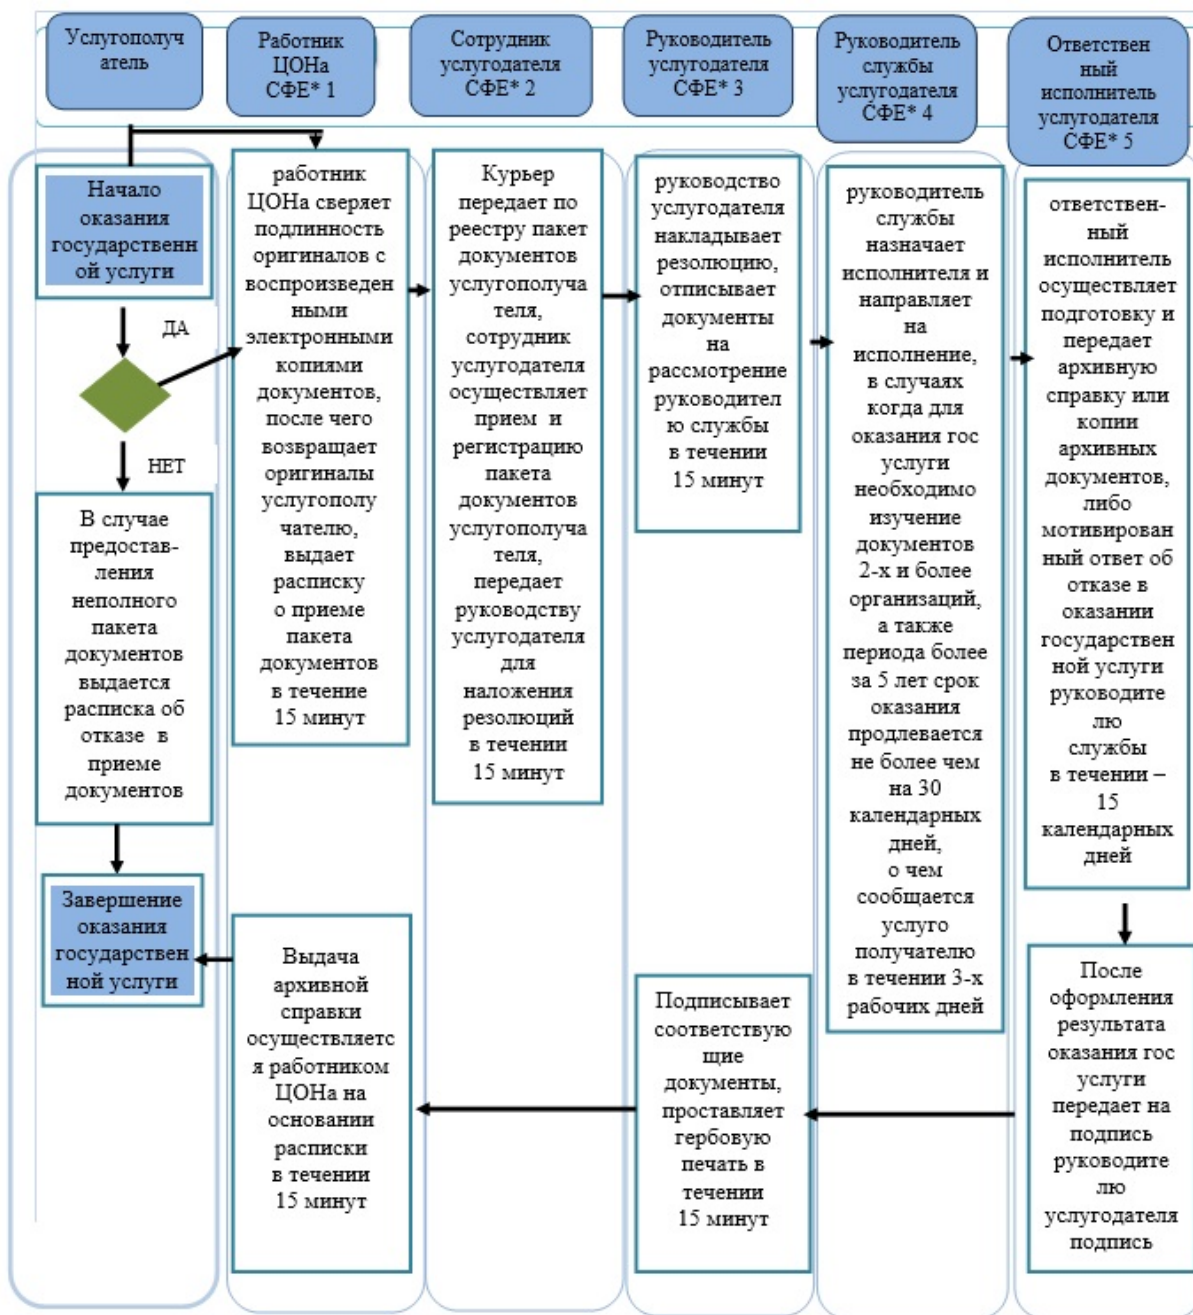 Услугополуч
атель
Работник
ЦОНа
СФЕ* 1
Сотрудник
услугодателя
СФЕ* 2
Руководитель
услугодателя
СФЕ* 3
Руководитель
службы
услугодателя
СФЕ* 4
Ответствен
ный
исполнитель
услугодателя
СФЕ* 5
Начало
оказания
государственн
ой услуги
ДА
НЕТ
В случае
предостав-
ления
неполного
пакета
документов
выдается
расписка об
отказе в
приеме
документов
Завершение
оказания
государствен
ной услуги
работник
ЦОНа сверяет
подлинность
оригиналов с
воспроизведен
ными
электронными
копиями
документов,
после чего
возвращает
оригиналы
услугополу
чателю,
выдает
расписку
о приеме
пакета
документов
в течение
15 минут
Курьер
передает по
реестру пакет
документов
услугополуча
теля,
сотрудник
услугодателя
осуществляет
прием и
регистрацию
пакета
документов
услугополуча
теля,
передает
руководству
услугодателя
для
наложения
резолюций
в течении
15 минут
руководство
услугодателя
накладывает
резолюцию,
отписывает
документы
на
рассмотрение
руководител
ю службы
в течении
15 минут
руководитель
службы
назначает
исполнителя и
направляет
на
исполнение,
в случаях
когда для
оказания гос
услуги
необходимо
изучение
документов
2-х и более
организаций,
а также
периода более
за 5 лет срок
оказания
продлевается
не более чем
на 30
календарных
дней,
о чем
сообщается
услуго
получателю
в течении 3-х
рабочих дней
ответствен-
ный
исполнитель
осуществляет
подготовку и
передает
архивную
справку или
копии
архивных
документов,
либо
мотивирован
ный ответ об
отказе в
оказании
государствен
ной услуги
руководите
лю
службы
в течении –
15
календарных
дней
После
оформления
результата
оказания гос
услуги
передает на
подпись
руководите
лю
услугодателя
подпись
Подписывает
соответствую
щие
документы,
проставляет
гербовую
печать в
течении
15 минут
Выдача
архивной
справки
осуществляетс
я работником
ЦОНа на
основании
расписки
в течении
15 минут